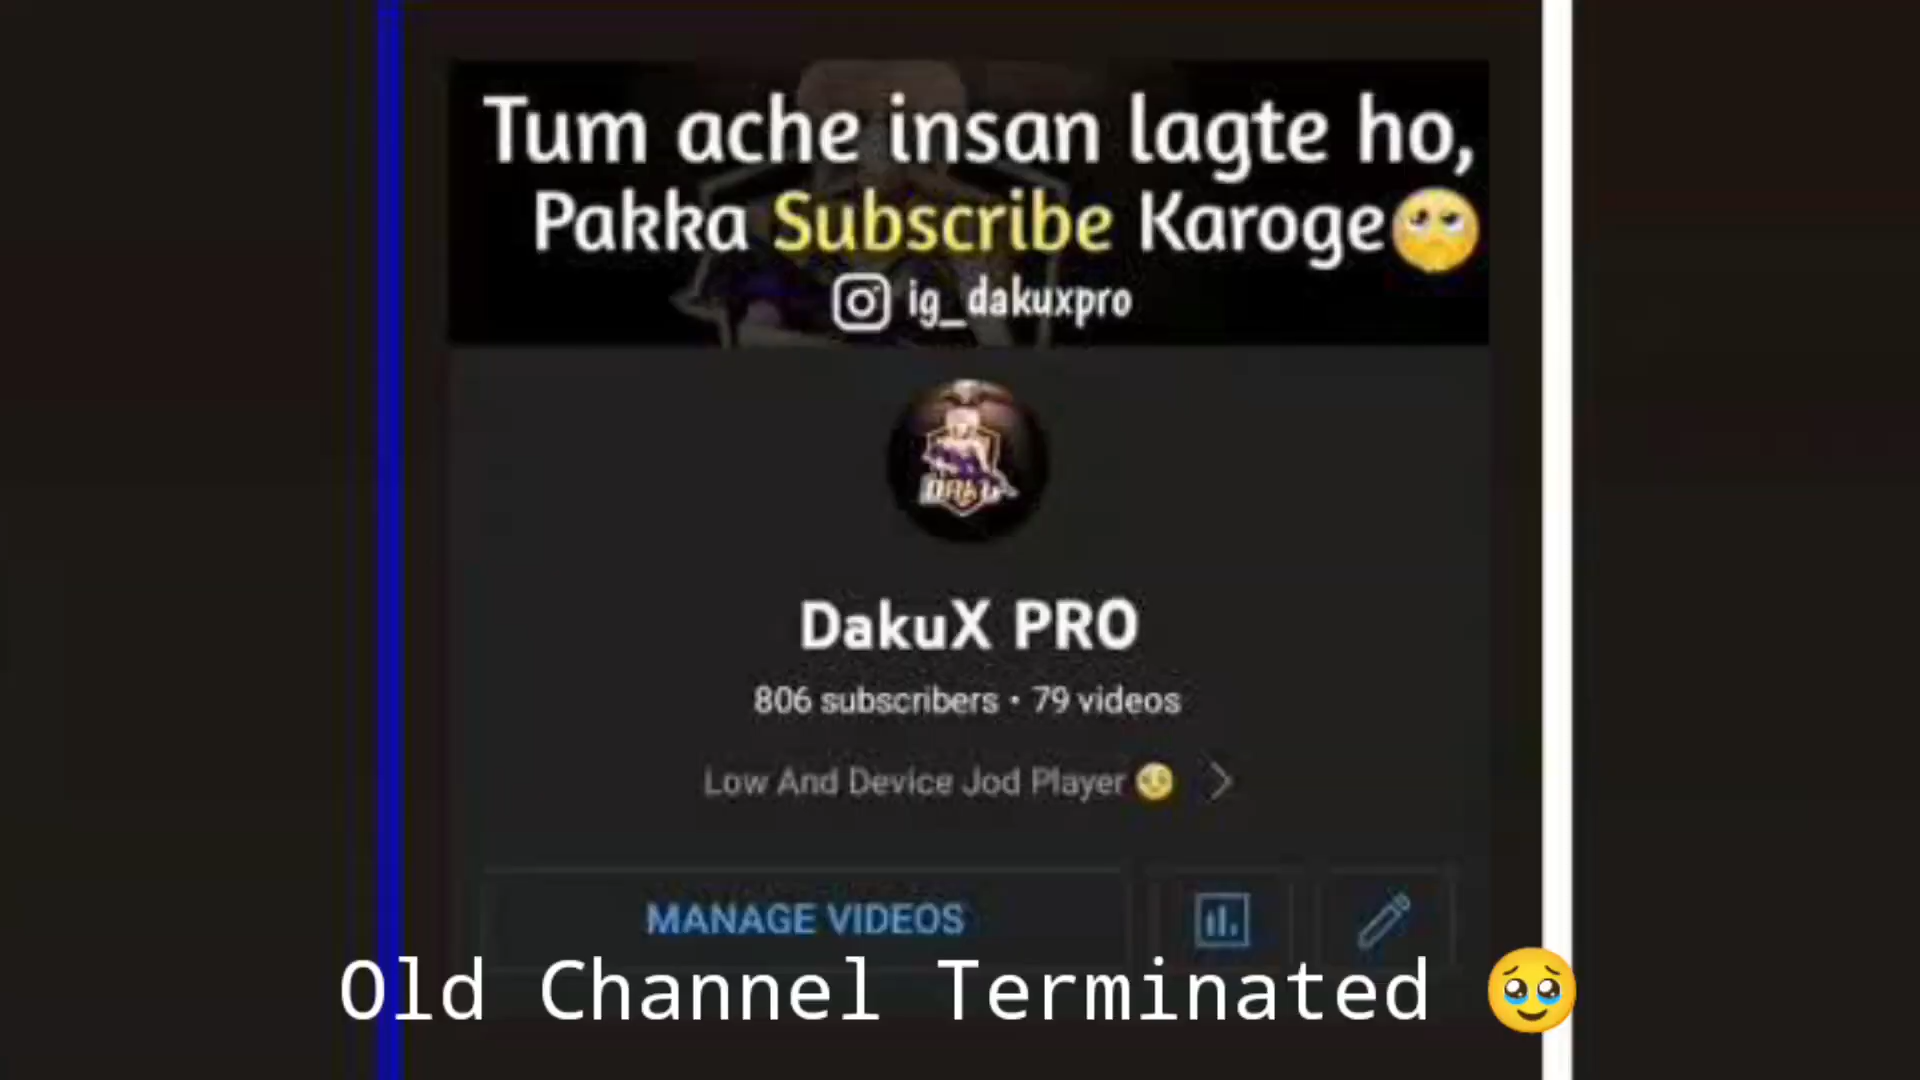 Tum ache insan lagte ho,
Pakka Subscribe Karoge🥺
ig_dakuxpro
DAKU
DakuX PRO
806 subscribers • 79 videos
Low And Device Jod Player
MANAGE VIDEOS
Old Channel Terminated 🥹